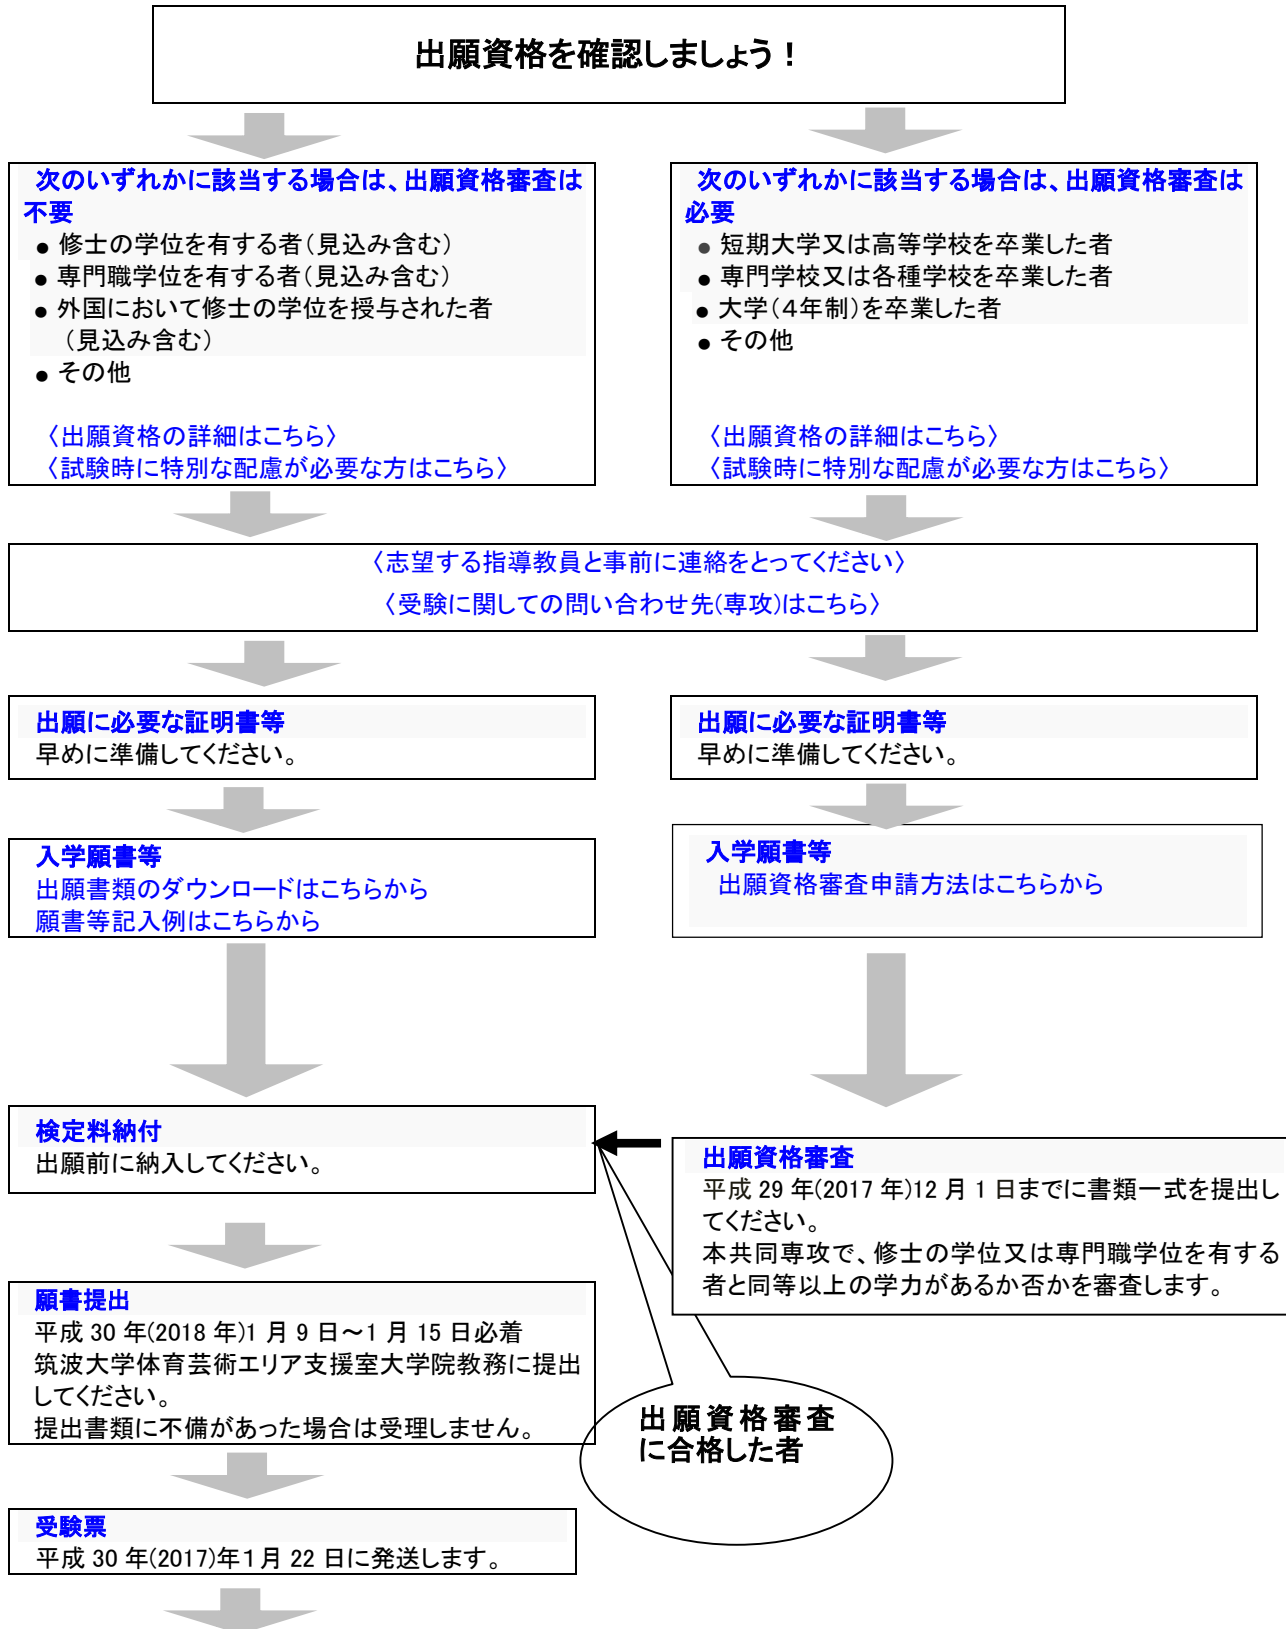 出願資格を確認しましょう！
次のいずれかに該当する場合は、出願資格審査は
不要
● 修士の学位を有する者（見込み含む）
● 専門職学位を有する者（見込み含む）
● 外国において修士の学位を授与された者
（見込み含む）
● その他
〈出願資格の詳細はこちら〉
〈試験時に特別な配慮が必要な方はこちら〉
次のいずれかに該当する場合は、出願資格審査は
必要
● 短期大学又は高等学校を卒業した者
● 専門学校又は各種学校を卒業した者
● 大学（４年制）を卒業した者
● その他
〈出願資格の詳細はこちら〉
〈試験時に特別な配慮が必要な方はこちら〉
〈志望する指導教員と事前に連絡をとってください〉
〈受験に関しての問い合わせ先(専攻)はこちら〉
出願に必要な証明書等
早めに準備してください。
出願に必要な証明書等
早めに準備してください。
入学願書等
出願書類のダウンロードはこちらから
願書等記入例はこちらから
入学願書等
出願資格審査申請方法はこちらから
検定料納付
出願前に納入してください。
出願資格審査
平成 29 年(2017 年)12 月 1 日までに書類一式を提出し
てください。
本共同専攻で、修士の学位又は専門職学位を有する
者と同等以上の学力があるか否かを審査します。
願書提出
平成 30 年(2018 年)1 月 9 日～1 月 15 日必着
筑波大学体育芸術エリア支援室大学院教務に提出
してください。
提出書類に不備があった場合は受理しません。
出願資格審査
に合格した者
受験票
平成 30 年(2017)年１月 22 日に発送します。